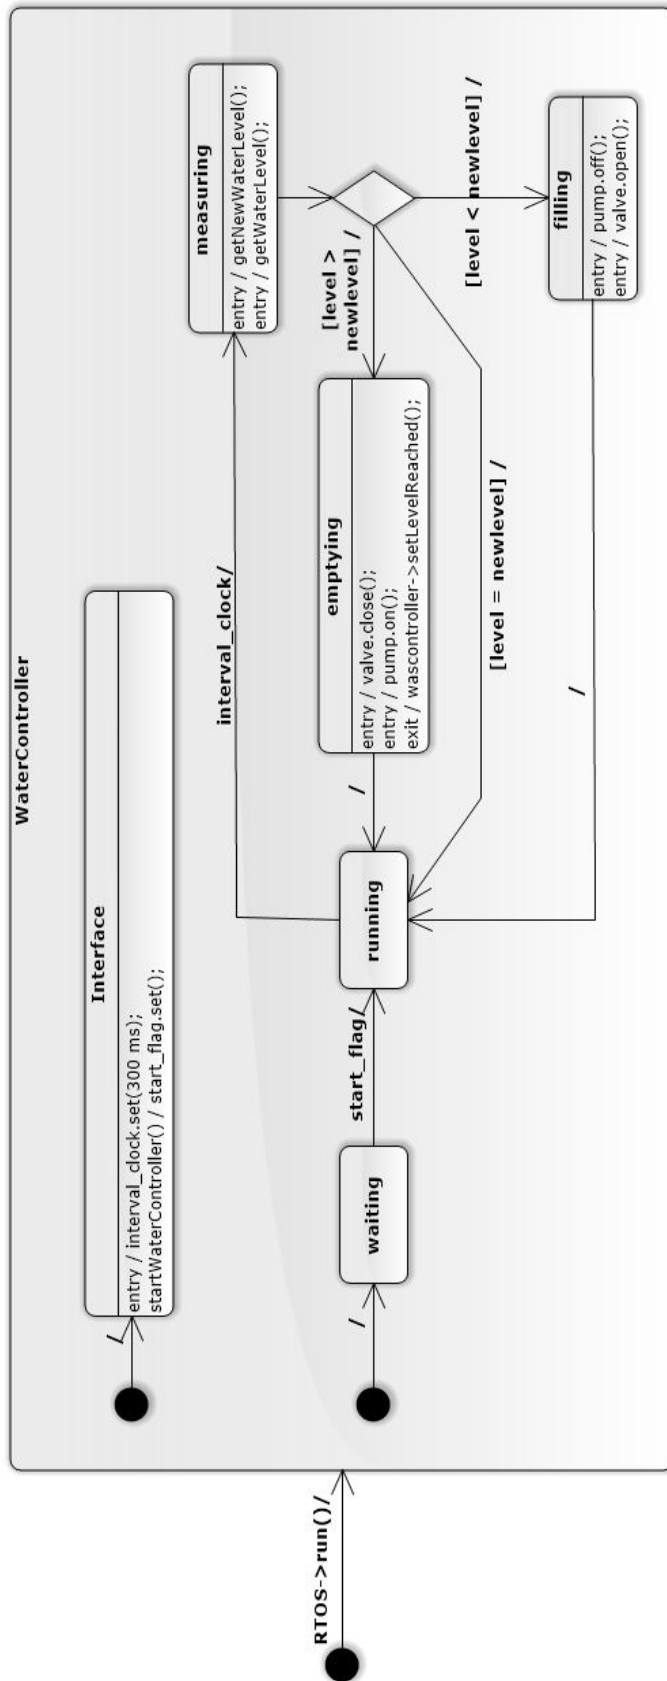 WaterController
RTOS->run()/
/
Interface
entry / interval_clock.set(300 ms);
startWaterController() / start_flag.set();
/
waiting
start_flag/
running
interval_clock/
measuring
entry / getNewWaterLevel();
entry / getWaterLevel();
[level >
newlevel] /
emptying
entry / valve.close();
entry / pump.on();
exit / wascontroller->setLevelReached();
/
[level = newlevel] /
[level < newlevel] /
filling
entry / pump.off();
entry / valve.open();
/